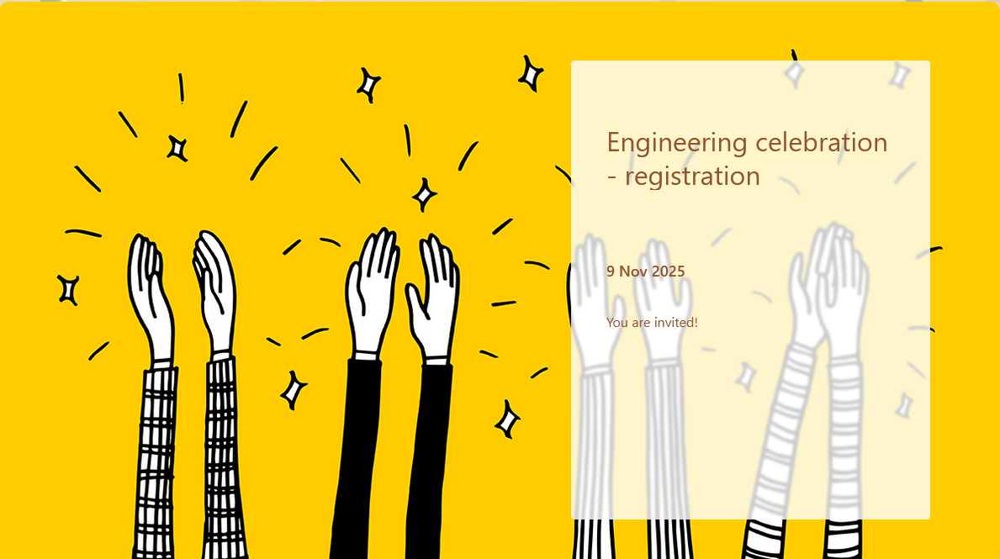 Engineering celebration
- registration
9 Nov 2025
You are invited!